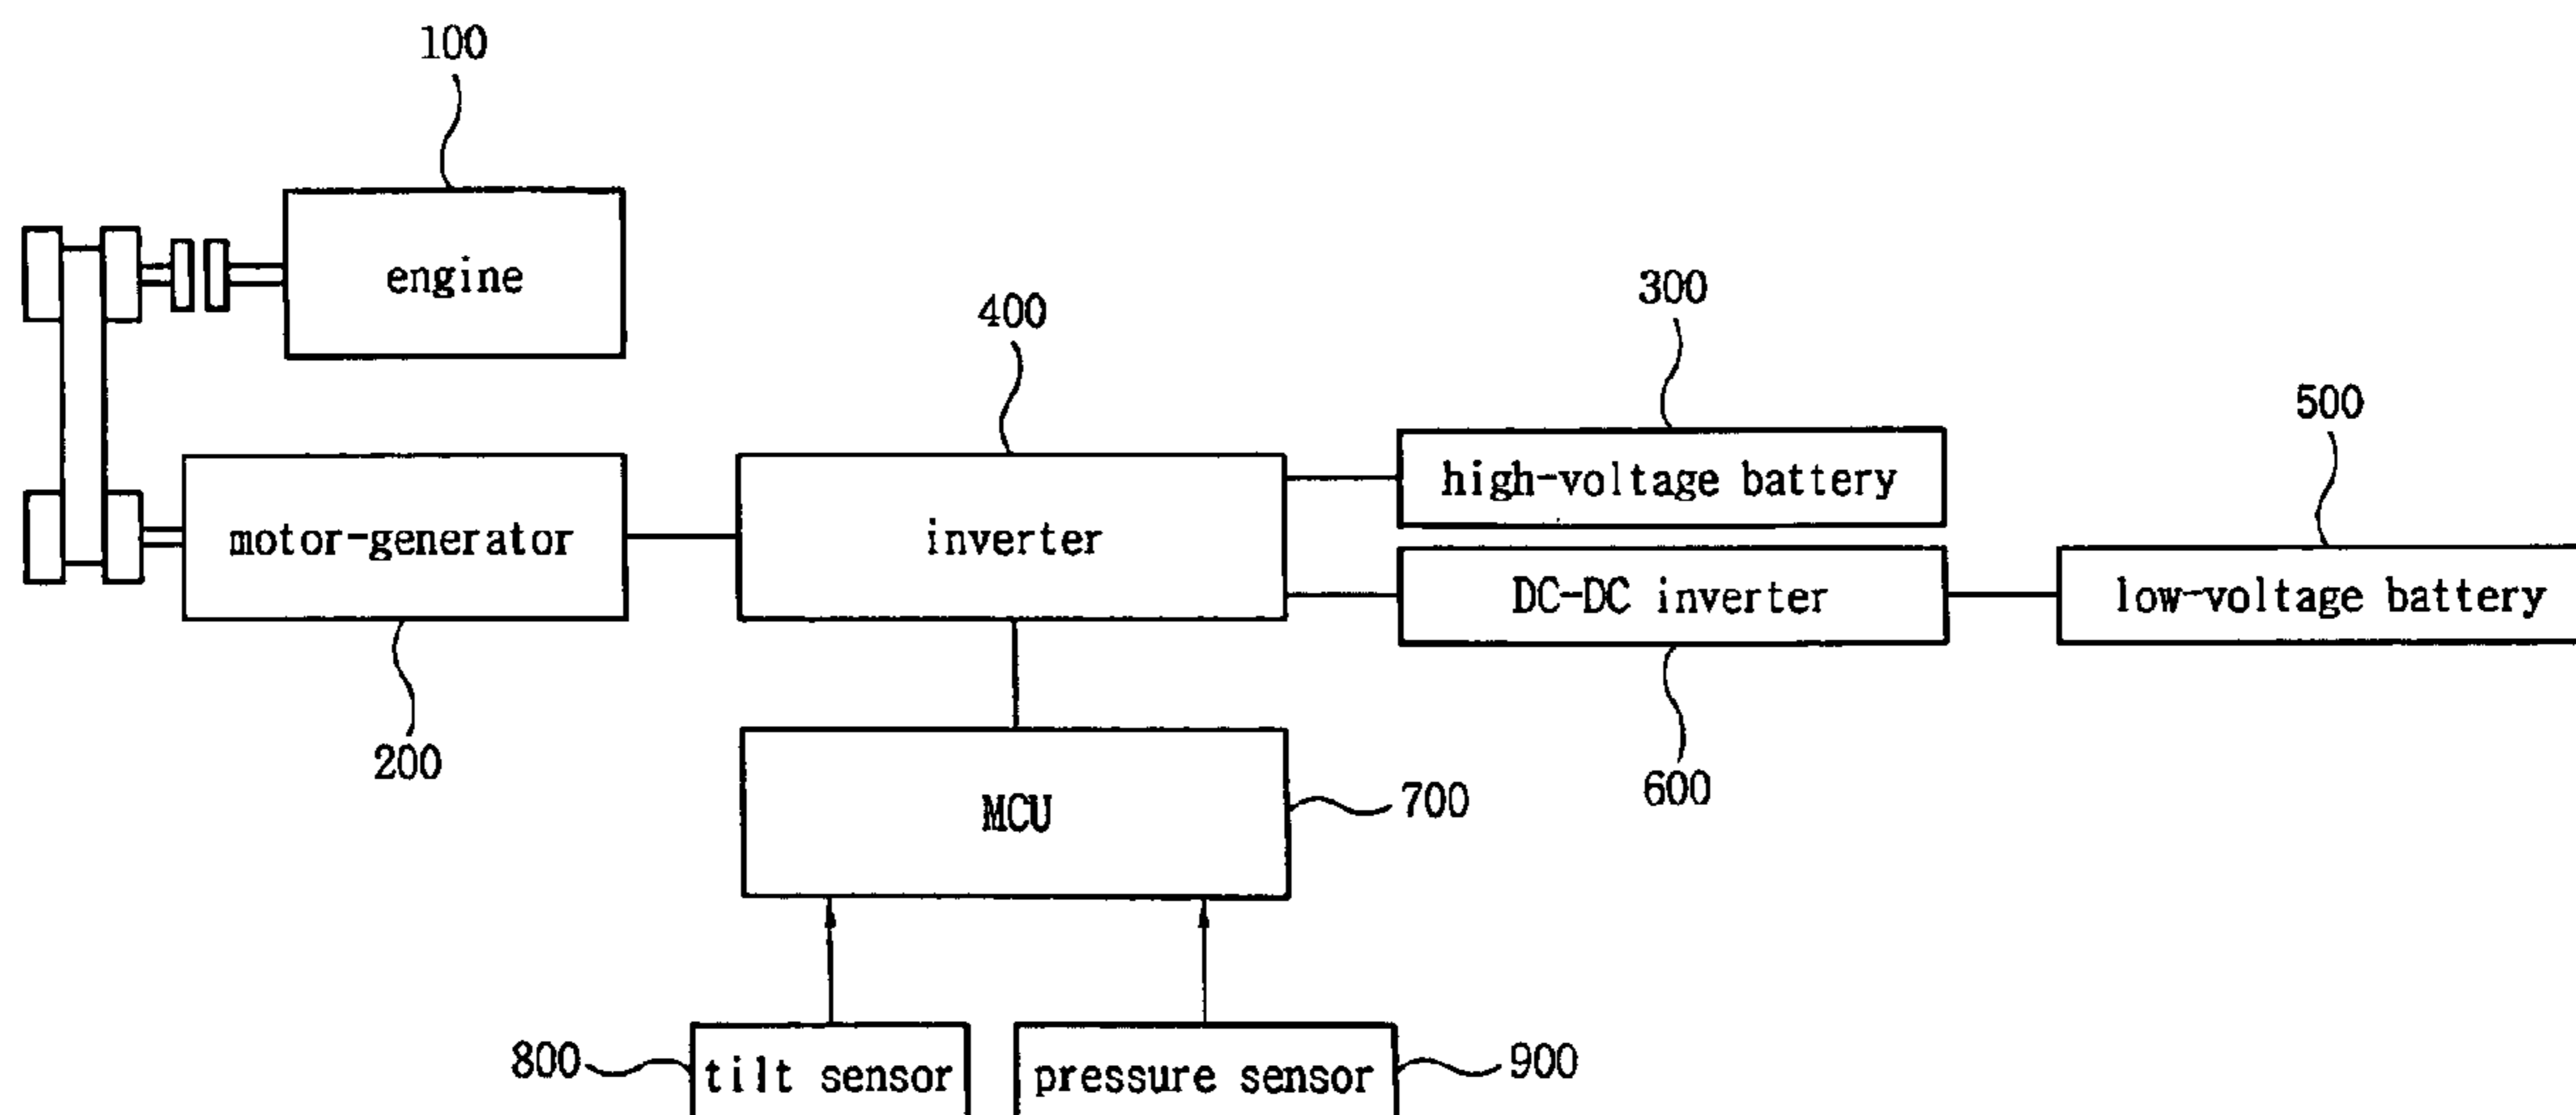 100
engine
400
300
500
high-voltage battery
motor-generator
inverter
DC-DC inverter
low-voltage battery
200
600
MCU
700
800
tilt sensor
pressure sensor
900